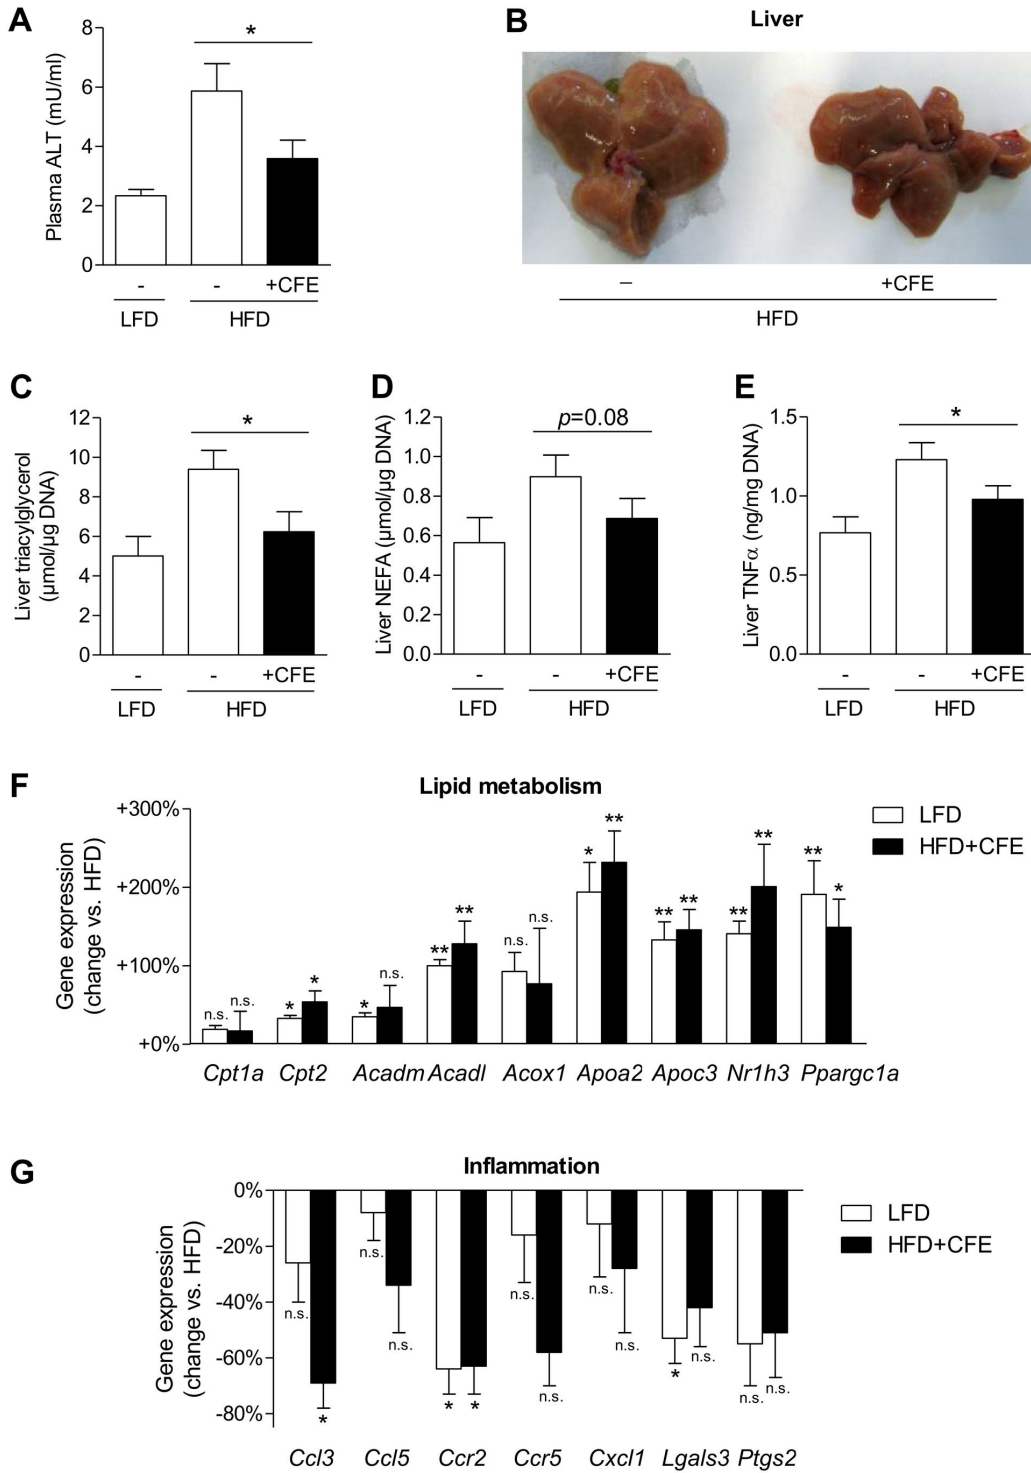 A
Plasma ALT (mU/ml)
8
6
4
2
0
*
- - +CFE
LFD HFD
B
Liver
– +CFE
HFD
C
Liver triacylglycerol
(μmol/μg DNA)
12
10
8
6
4
2
0
*
- - +CFE
LFD HFD
D
Liver NEFA (μmol/μg DNA)
1.2
1.0
0.8
0.6
0.4
0.2
0.0
p=0.08
- - +CFE
LFD HFD
E
Liver TNFα (ng/mg DNA)
1.5
1.0
0.5
0.0
*
- - +CFE
LFD HFD
F
Lipid metabolism
Gene expression
(change vs. HFD)
+300%
+200%
+100%
+0%
n.s. n.s. * * * n.s. ** ** n.s. n.s. * ** ** ** ** ** ** *
Cpt1a Cpt2 Acadm Acadl Acox1 Apoa2 Apoc3 Nr1h3 Ppargc1a
LFD
HFD+CFE
G
Inflammation
Gene expression
(change vs. HFD)
0%
-20%
-40%
-60%
-80%
n.s. * n.s. n.s. * * n.s. n.s. n.s. n.s. * n.s. n.s. n.s.
Ccl3 Ccl5 Ccr2 Ccr5 Cxcl1 Lgals3 Ptgs2
LFD
HFD+CFE